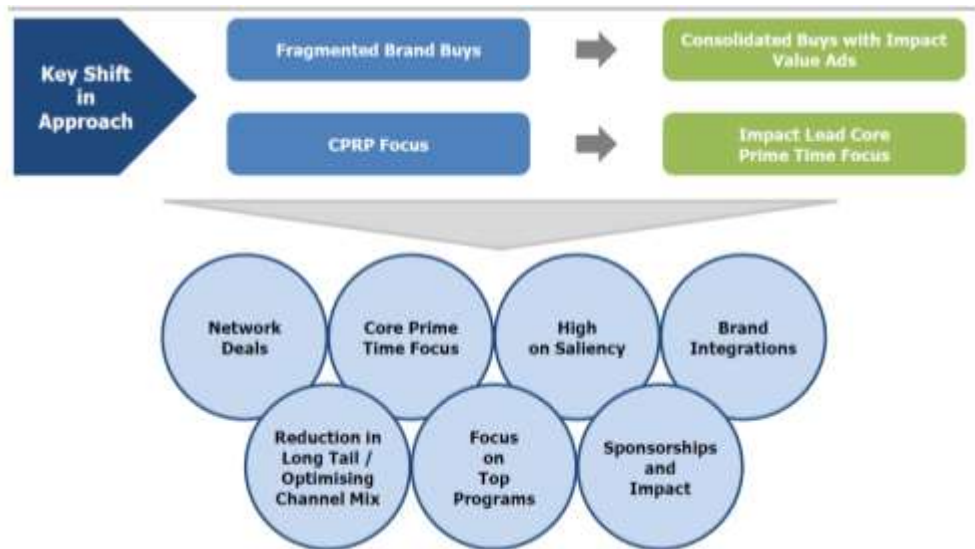 Key Shift
in
Approach
Fragmented Brand Buys
Consolidated Buys with Impact
Value Ads
CPRP Focus
Impact Lead Core
Prime Time Focus
Network
Deals
Core Prime
Time Focus
High
on Saliency
Brand
Integrations
Reduction in
Long Tail /
Optimising
Channel Mix
Focus
on
Top
Programs
Sponsorships
and
Impact